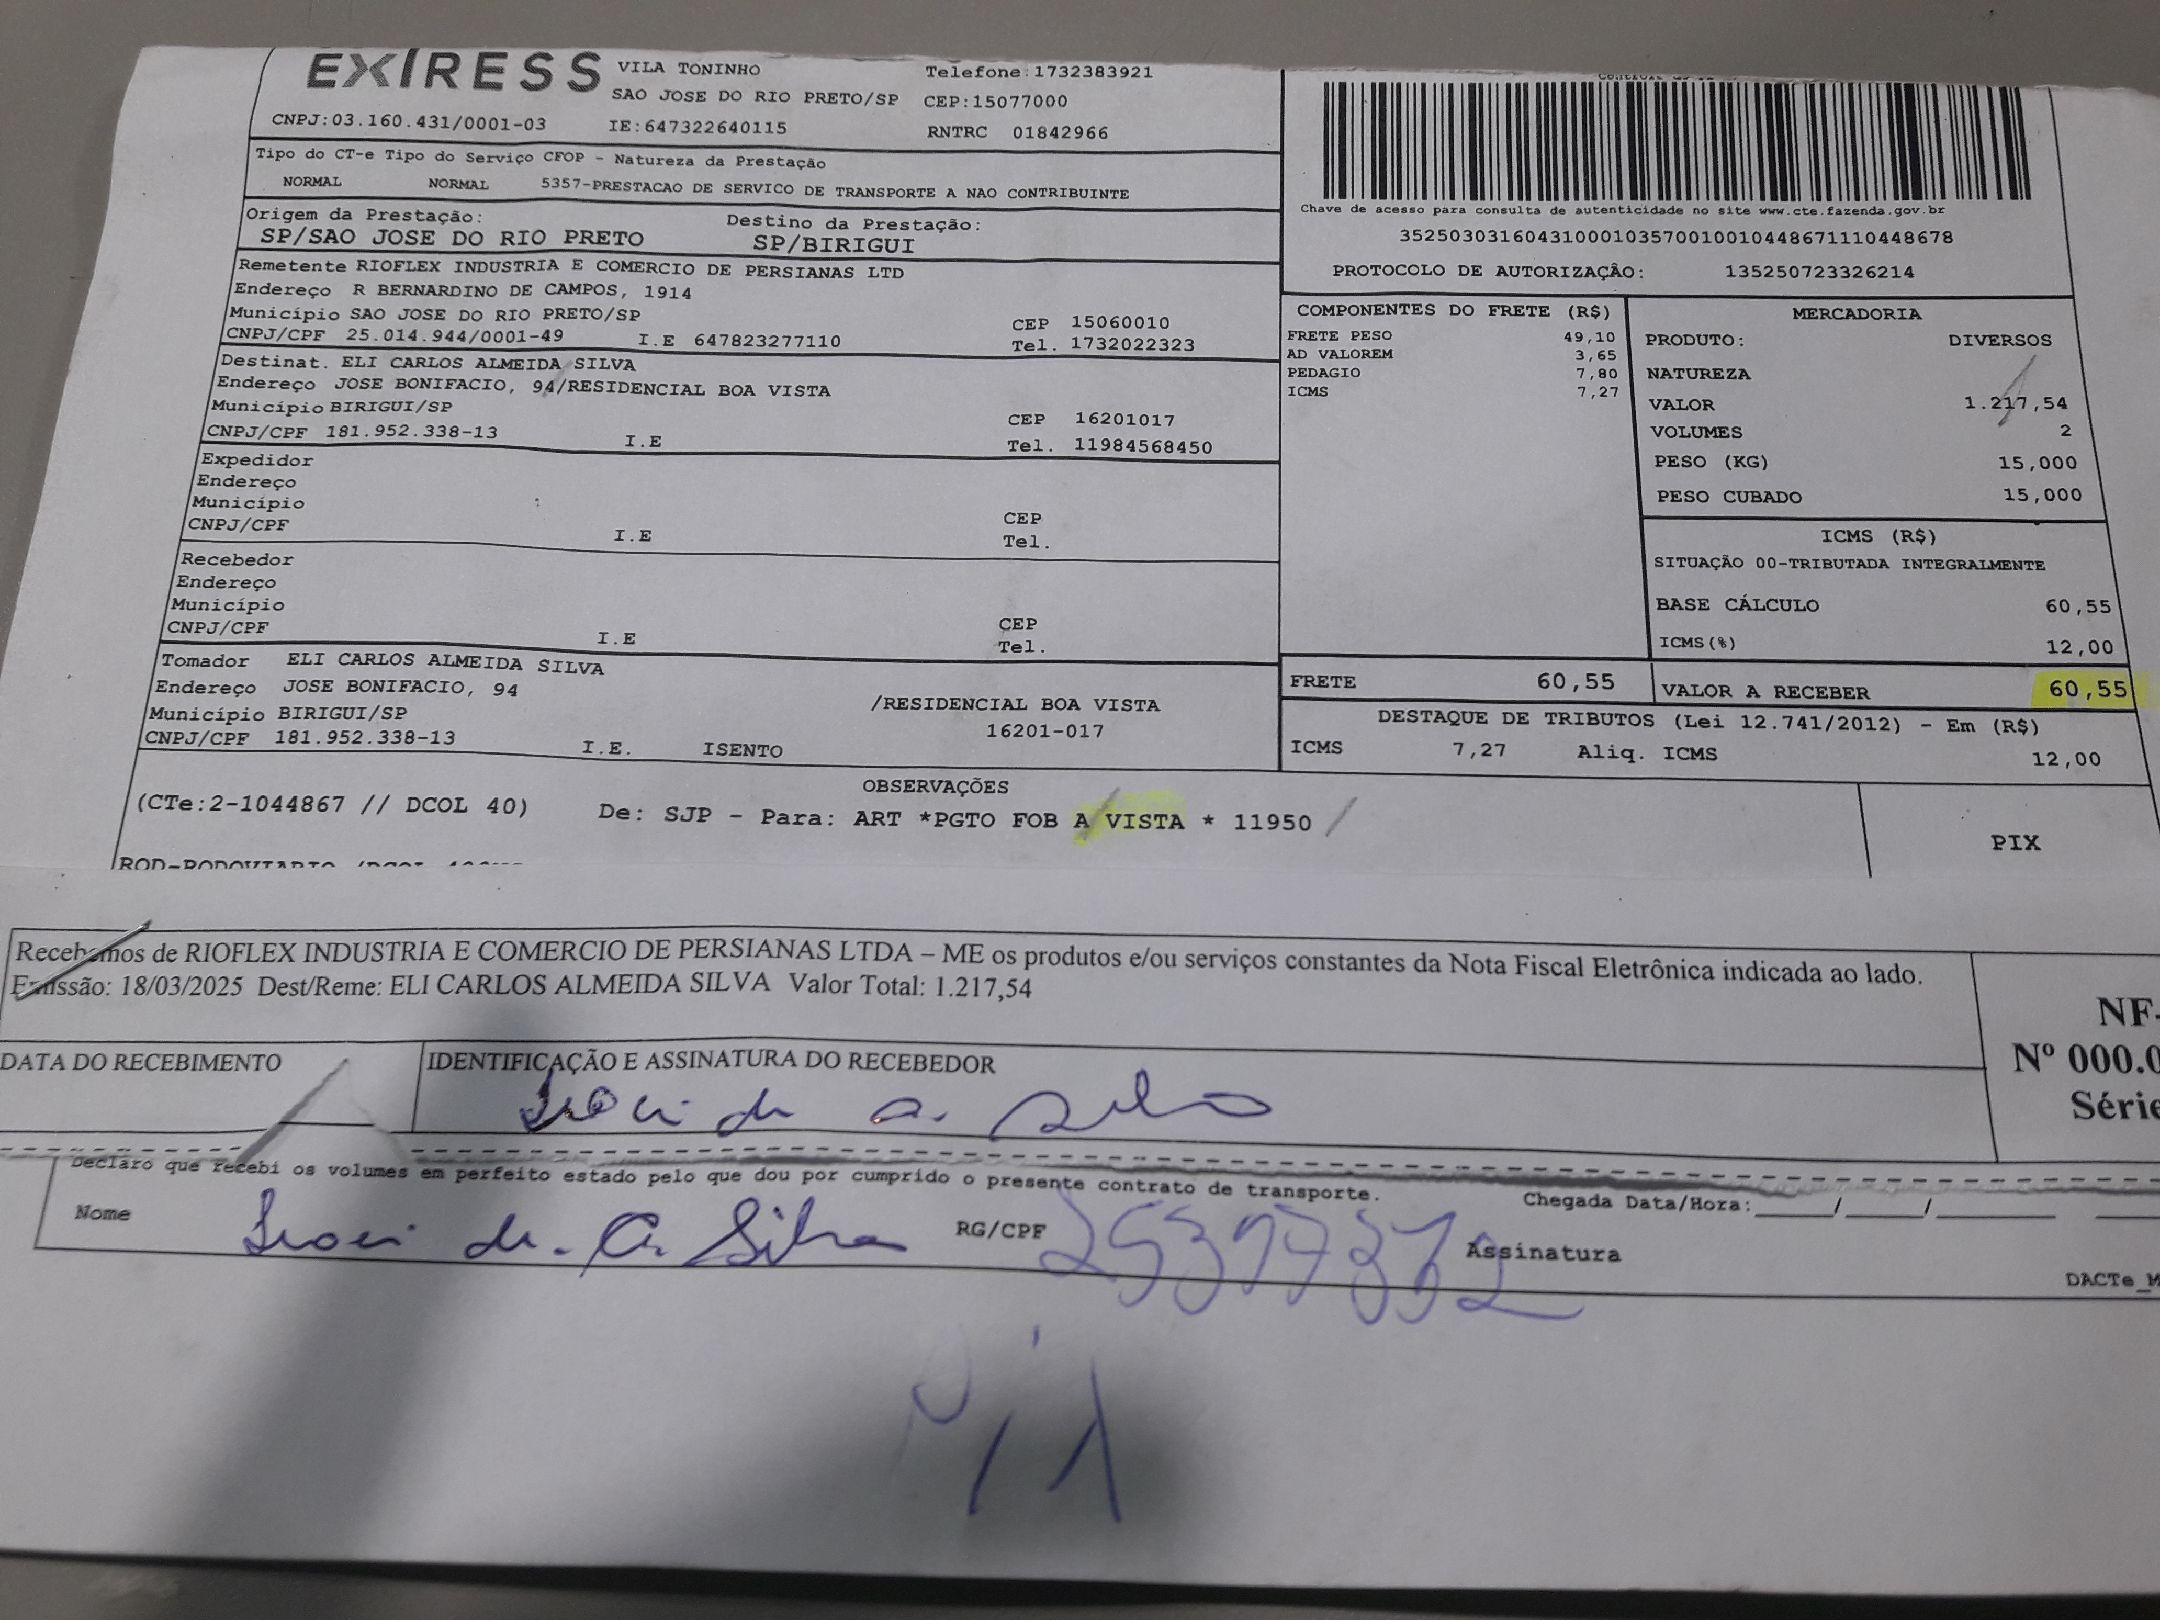 EXPRESS VILA TONINHO Telefone:1732383921
SAO JOSE DO RIO PRETO/SP CEP:15077000
CNPJ:03.160.431/0001-03 IE:647322640115 RNTRC 01842966
Tipo do CT-e Tipo do Serviço CFOP - Natureza da Prestação
NORMAL NORMAL 5357-PRESTACAO DE SERVICO DE TRANSPORTE A NAO CONTRIBUINTE
Origem da Prestação: Destino da Prestação:
SP/SAO JOSE DO RIO PRETO SP/BIRIGUI
Remetente RIOFLEX INDUSTRIA E COMERCIO DE PERSIANAS LTD
Endereço R BERNARDINO DE CAMPOS, 1914
Município SAO JOSE DO RIO PRETO/SP CEP 15060010
CNPJ/CPF 25.014.944/0001-49 I.E 647823277110 Tel. 1732022323
Destinat. ELI CARLOS ALMEIDA SILVA
Endereço JOSE BONIFACIO, 94/RESIDENCIAL BOA VISTA
Município BIRIGUI/SP CEP 16201017
CNPJ/CPF 181.952.338-13 I.E Tel. 11984568450
Expedidor
Endereço
Município CEP
CNPJ/CPF I.E Tel.
Recebedor
Endereço
Município CEP
CNPJ/CPF I.E Tel.
Tomador ELI CARLOS ALMEIDA SILVA
Endereço JOSE BONIFACIO, 94 /RESIDENCIAL BOA VISTA
Município BIRIGUI/SP 16201-017
CNPJ/CPF 181.952.338-13 I.E. ISENTO
Chave de acesso para consulta de autenticidade no site www.cte.fazenda.gov.br
35250303160431000103570010010448671110448678
PROTOCOLO DE AUTORIZAÇÃO: 135250723326214
COMPONENTES DO FRETE (R$)
FRETE PESO 49,10
AD VALOREM 3,65
PEDAGIO 7,80
ICMS 7,27
MERCADORIA
PRODUTO: DIVERSOS
NATUREZA
VALOR 1.217,54
VOLUMES 2
PESO (KG) 15,000
PESO CUBADO 15,000
ICMS (R$)
SITUAÇÃO 00-TRIBUTADA INTEGRALMENTE
BASE CÁLCULO 60,55
ICMS(%) 12,00
FRETE 60,55 VALOR A RECEBER 60,55
DESTAQUE DE TRIBUTOS (Lei 12.741/2012) - Em (R$)
ICMS 7,27 Aliq. ICMS 12,00
OBSERVAÇÕES
(CTe:2-1044867 // DCOL 40) De: SJP - Para: ART *PGTO FOB A VISTA * 11950
PIX
Recebemos de RIOFLEX INDUSTRIA E COMERCIO DE PERSIANAS LTDA – ME os produtos e/ou serviços constantes da Nota Fiscal Eletrônica indicada ao lado.
Emissão: 18/03/2025 Dest/Reme: ELI CARLOS ALMEIDA SILVA Valor Total: 1.217,54
NF-
Nº 000.0
Série
DATA DO RECEBIMENTO IDENTIFICAÇÃO E ASSINATURA DO RECEBEDOR
de a. Silva
Declaro que recebi os volumes em perfeito estado pelo que dou por cumprido o presente contrato de transporte.
Nome de. a. Silva RG/CPF Assinatura
Chegada Data/Hora:____/____/____
DACTe_M